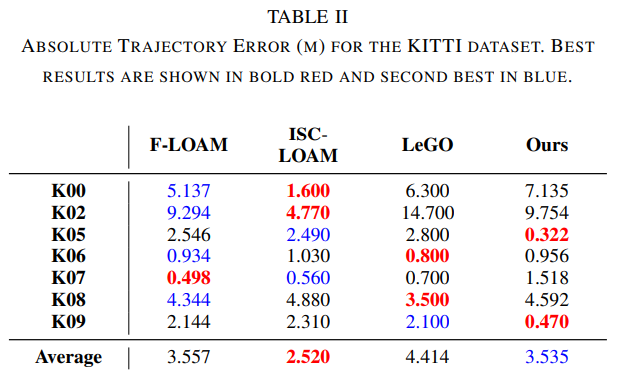 TABLE II
ABSOLUTE TRAJECTORY ERROR (M) FOR THE KITTI DATASET. BEST
RESULTS ARE SHOWN IN BOLD RED AND SECOND BEST IN BLUE.
F-LOAM ISC-LOAM LeGO Ours
K00 5.137 1.600 6.300 7.135
K02 9.294 4.770 14.700 9.754
K05 2.546 2.490 2.800 0.322
K06 0.934 1.030 0.800 0.956
K07 0.498 0.560 0.700 1.518
K08 4.344 4.880 3.500 4.592
K09 2.144 2.310 2.100 0.470
Average 3.557 2.520 4.414 3.535